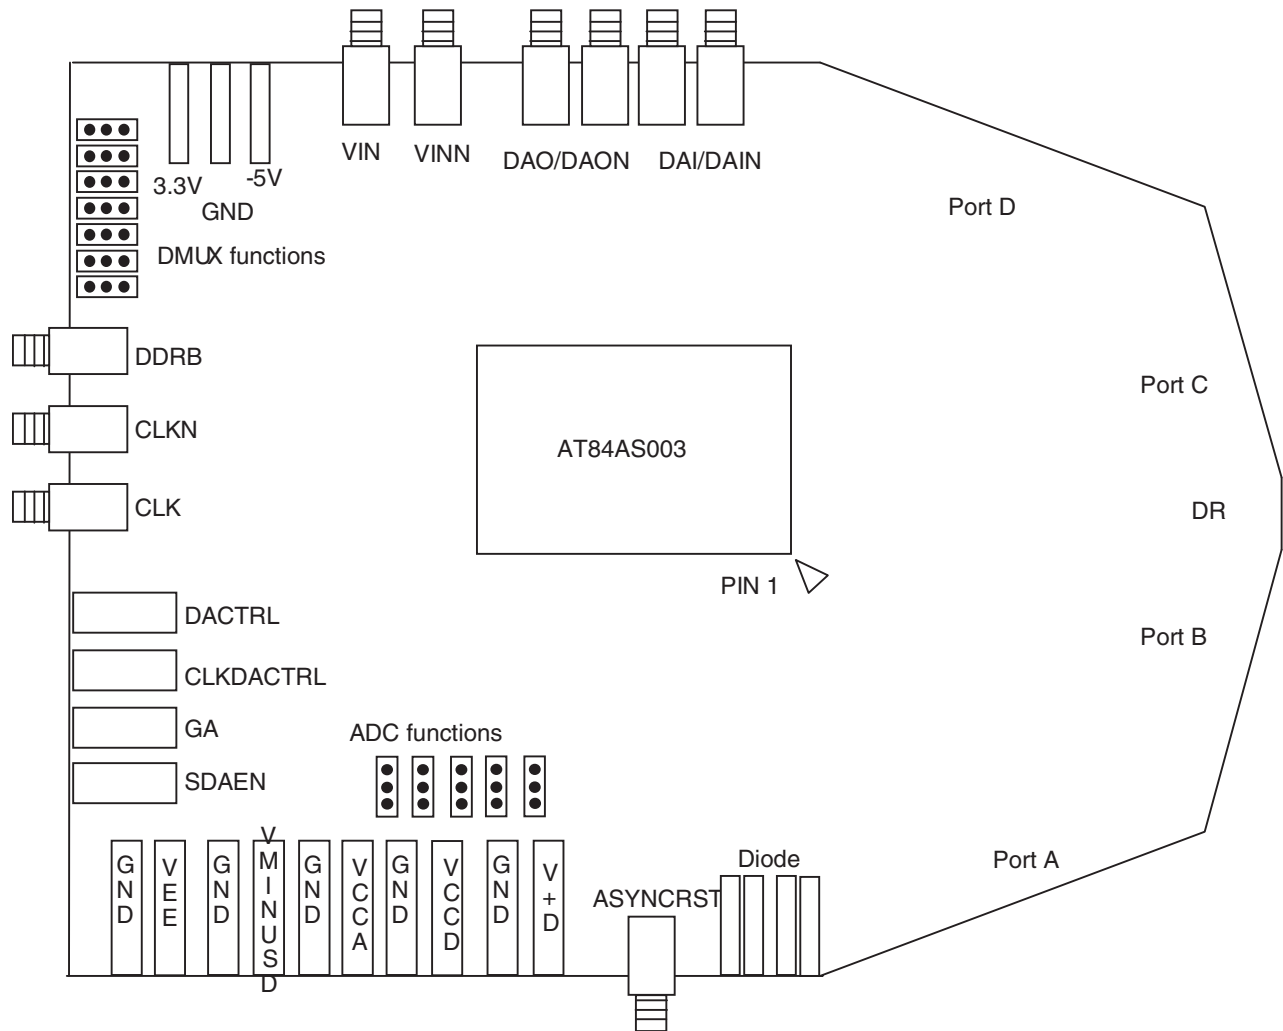 VIN
VINN
DAO/DAON
DAI/DAIN
3.3V
-5V
GND
Port D
DMUX functions
DDRB
Port C
CLKN
AT84AS003
CLK
DR
PIN 1
DACTRL
Port B
CLKDACTRL
GA
ADC functions
SDAEN
GND
VEE
GND
VMINUSD
GND
VCCA
GND
VCCD
GND
V+D
ASYNCRST
Diode
Port A